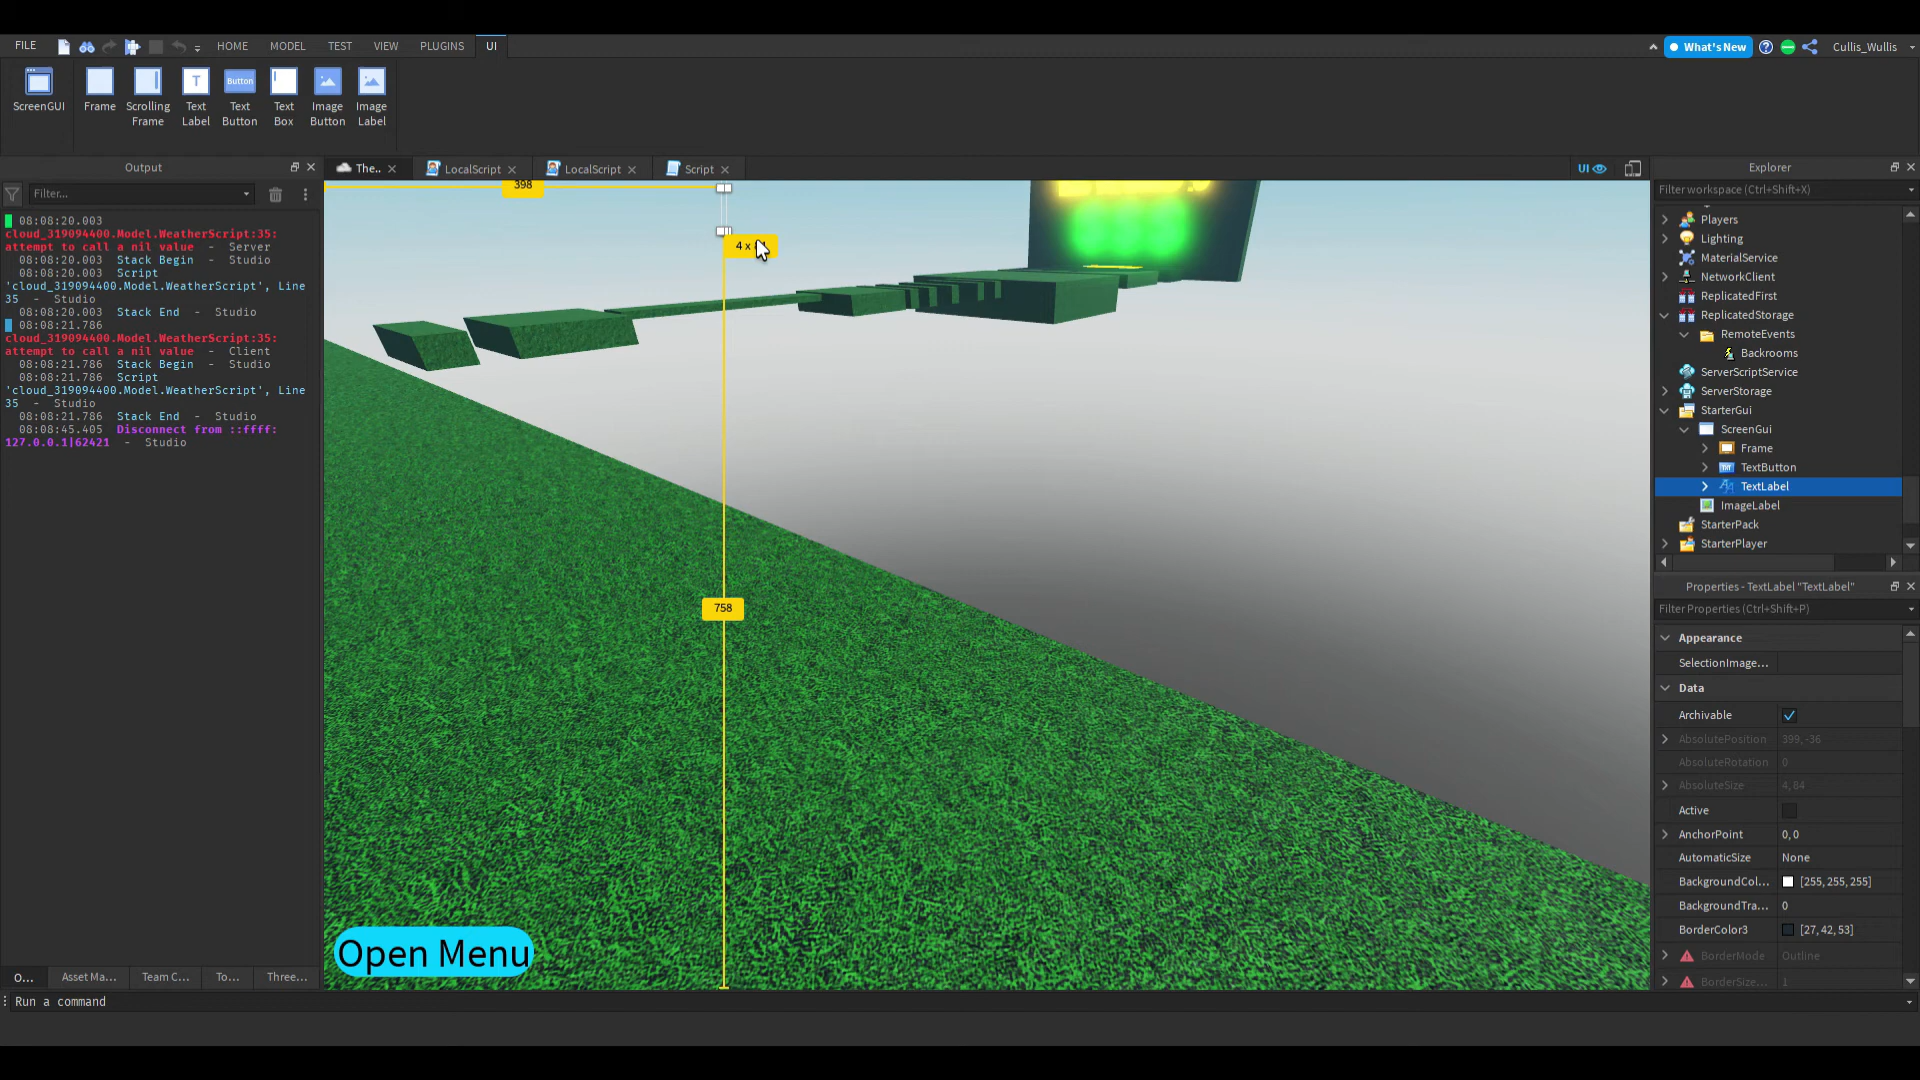 FILE
HOME
MODEL
TEST
VIEW
PLUGINS
UI
What's New
Cullis_Wullis
ScreenGUI
Frame
Scrolling
Frame
Text
Label
Text
Button
Button
Text
Box
Image
Button
Image
Label
Output
The..
LocalScript
LocalScript
Script
UI
Explorer
Filter...
Filter workspace (Ctrl+Shift+X)
08:08:20.003
cloud_319094400.Model.WeatherScript:35:
attempt to call a nil value - Server
08:08:20.003 Stack Begin - Studio
08:08:20.003 Script
'cloud_319094400.Model.WeatherScript', Line
35 - Studio
08:08:20.003 Stack End - Studio
08:08:21.786
cloud_319094400.Model.WeatherScript:35:
attempt to call a nil value - Client
08:08:21.786 Stack Begin - Studio
08:08:21.786 Script
'cloud_319094400.Model.WeatherScript', Line
35 - Studio
08:08:21.786 Stack End - Studio
08:08:45.405 Disconnect from ::ffff:
127.0.0.1|62421 - Studio
398
4 x
758
Open Menu
Players
Lighting
MaterialService
NetworkClient
ReplicatedFirst
ReplicatedStorage
RemoteEvents
Backrooms
ServerScriptService
ServerStorage
StarterGui
ScreenGui
Frame
TextButton
TextLabel
ImageLabel
StarterPack
StarterPlayer
Properties - TextLabel "TextLabel"
Filter Properties (Ctrl+Shift+P)
Appearance
SelectionImage...
Data
Archivable
AbsolutePosition 399, -36
AbsoluteRotation 0
AbsoluteSize 4, 84
Active
AnchorPoint 0, 0
AutomaticSize None
BackgroundCol... [255, 255, 255]
BackgroundTra... 0
BorderColor3 [27, 42, 53]
BorderMode Outline
BorderSize... 1
O...
Asset Ma...
Team C...
To...
Three...
Run a command